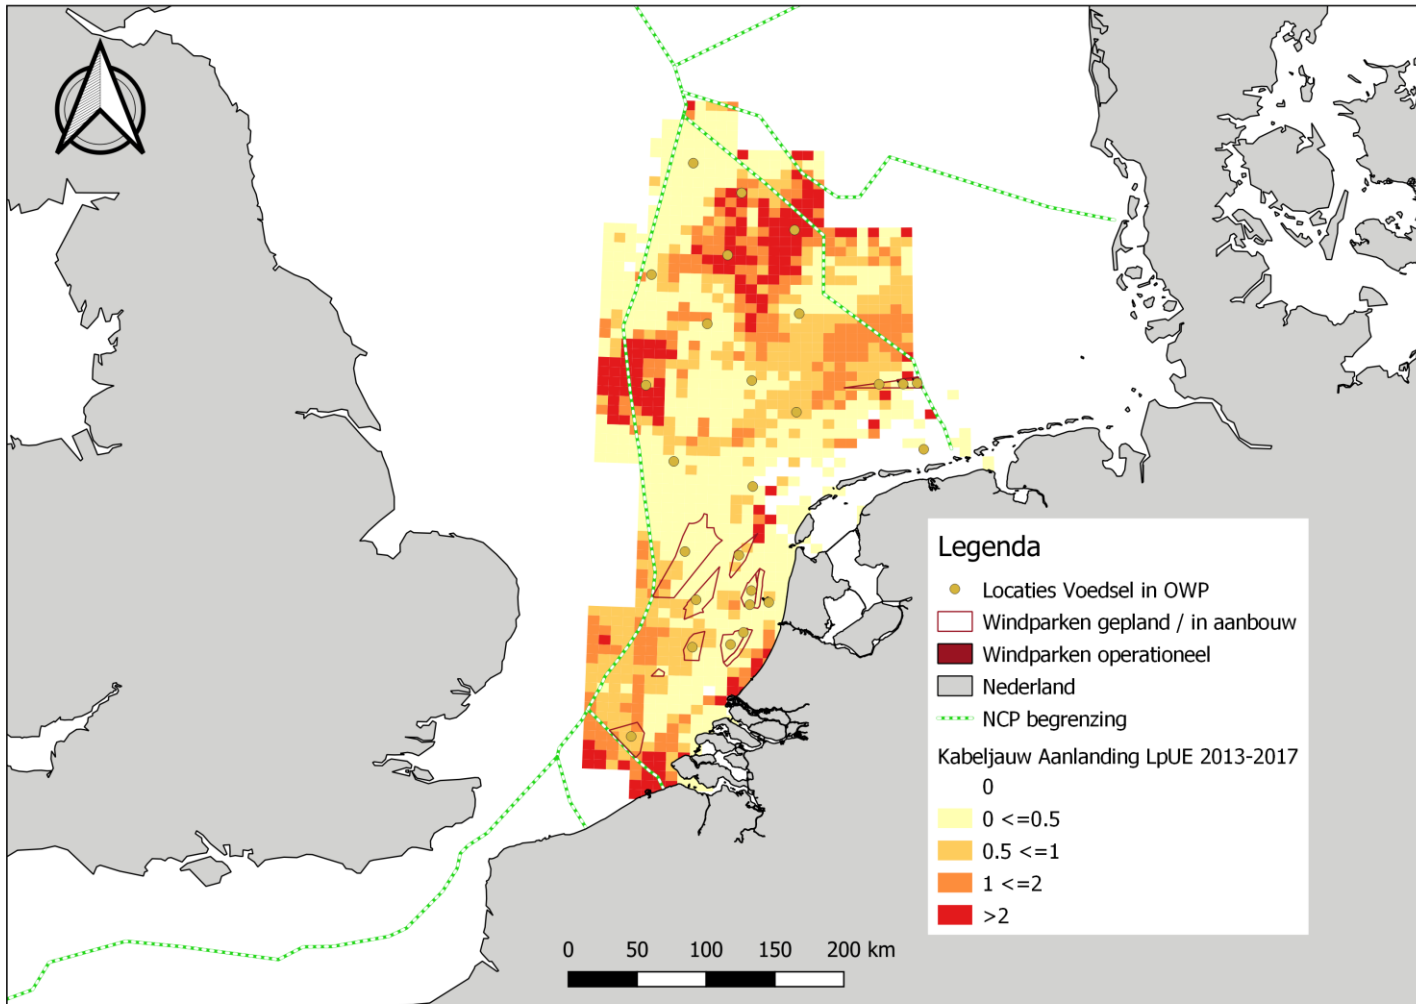 Legenda
Locaties Voedsel in OWP
Windparken gepland / in aanbouw
Windparken operationeel
Nederland
NCP begrenzing
Kabeljauw Aanlanding LpUE 2013-2017
0
0 <=0.5
0.5 <=1
1 <=2
>2
0 50 100 150 200 km